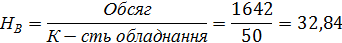 Н_В = Обсяг / К − сть обладнання = 1642 / 50 = 32,84